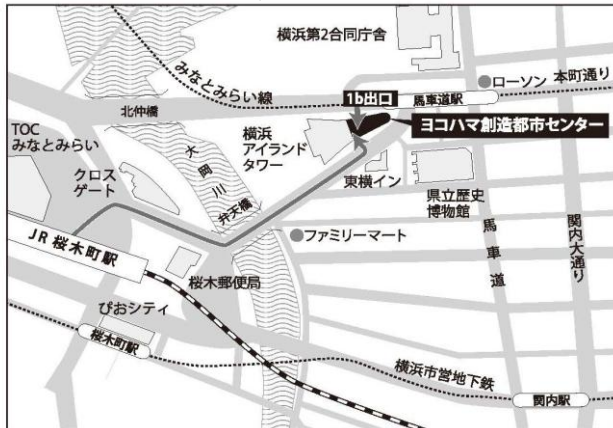 横浜第2合同庁舎
みなとみらい線
ローソン
本町通り
1b出口
馬車道駅
北仲橋
ヨコハマ創造都市センター
TOC
みなとみらい
横浜
アイランド
タワー
大岡川
クロス
ゲート
東横イン
県立歴史
博物館
弁天橋
ファミリーマート
馬車道
関内大通り
JR 桜木町駅
桜木郵便局
ぴおシティ
桜木町駅
横浜市営地下鉄
関内駅